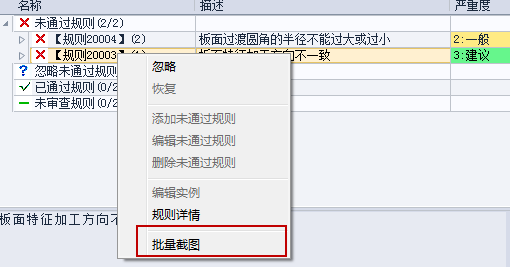 名称 描述 严重度
未通过规则 (2/2)
【规则20004】(2) 板面过渡圆角的半径不能过大或过小 2:一般
【规则20003】(1) 板面特征加工方向不一致 3:建议
忽略未通过规则
已通过规则(0/2
未审查规则(0/2
忽略
恢复
添加未通过规则
编辑未通过规则
删除未通过规则
编辑实例
规则详情
批量截图
板面特征加工方向不